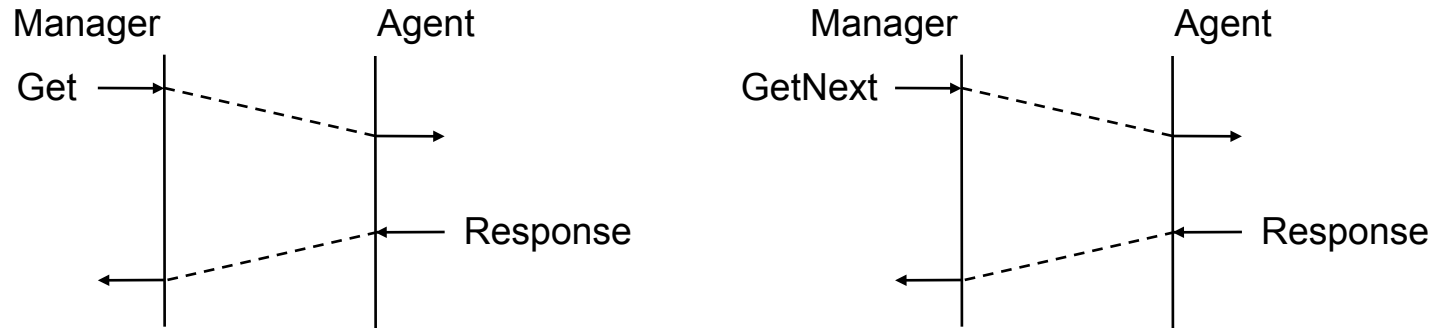 Manager Agent
Get
Response
Manager Agent
GetNext
Response